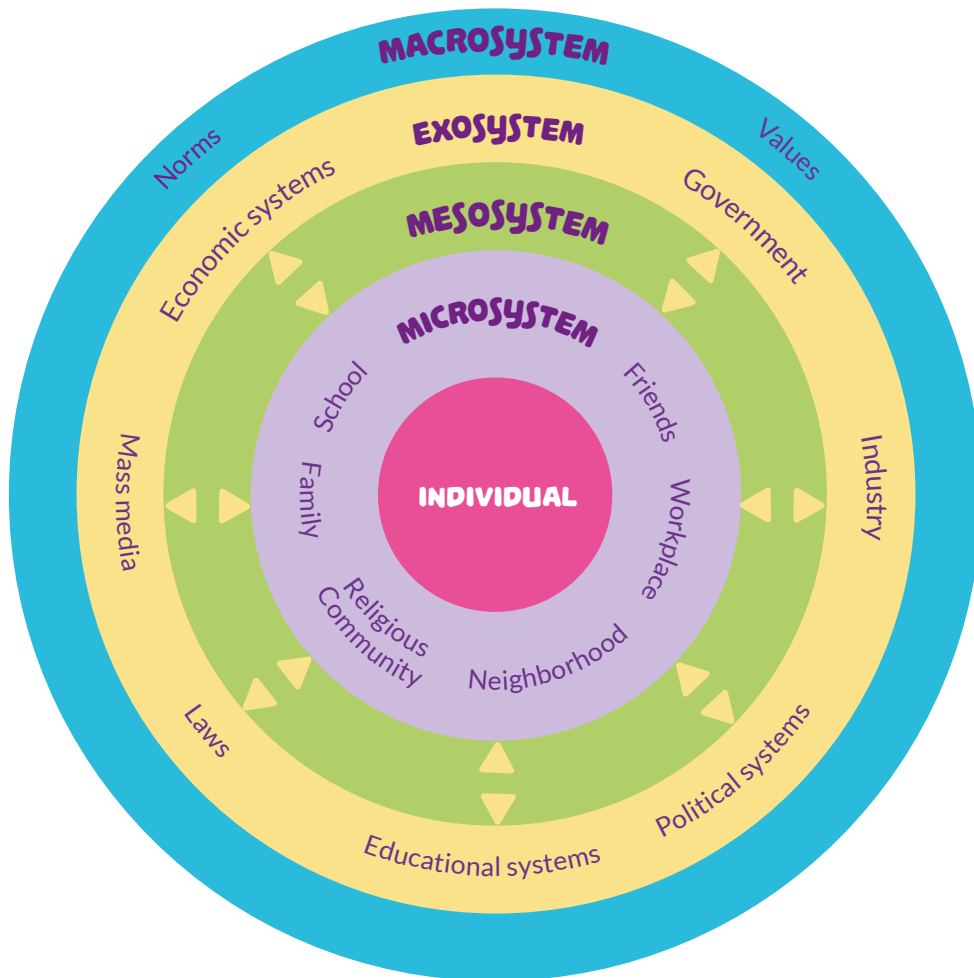 MACROSYSTEM
Norms
Values
EXOSYSTEM
Economic systems
Government
Mass media
Industry
Laws
Political systems
Educational systems
MESOSYSTEM
MICROSYSTEM
School
Friends
Family
Workplace
Religious
Community
Neighborhood
INDIVIDUAL